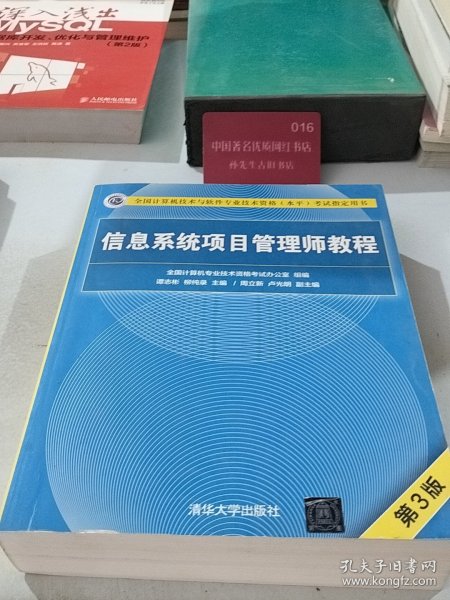 深入浅出
MySQL
据库开发、优化与管理维护
(第2版)
人民邮电出版社
016
中国著名优质网红书店
孙先生古旧书店
全国计算机技术与软件专业技术资格(水平)考试指定用书
信息系统项目管理师教程
全国计算机专业技术资格考试办公室 组编
谭志彬 柳纯录 主编 / 周立新 卢光明 副主编
清华大学出版社
第3版
孔夫子旧书网
www.kongfz.com